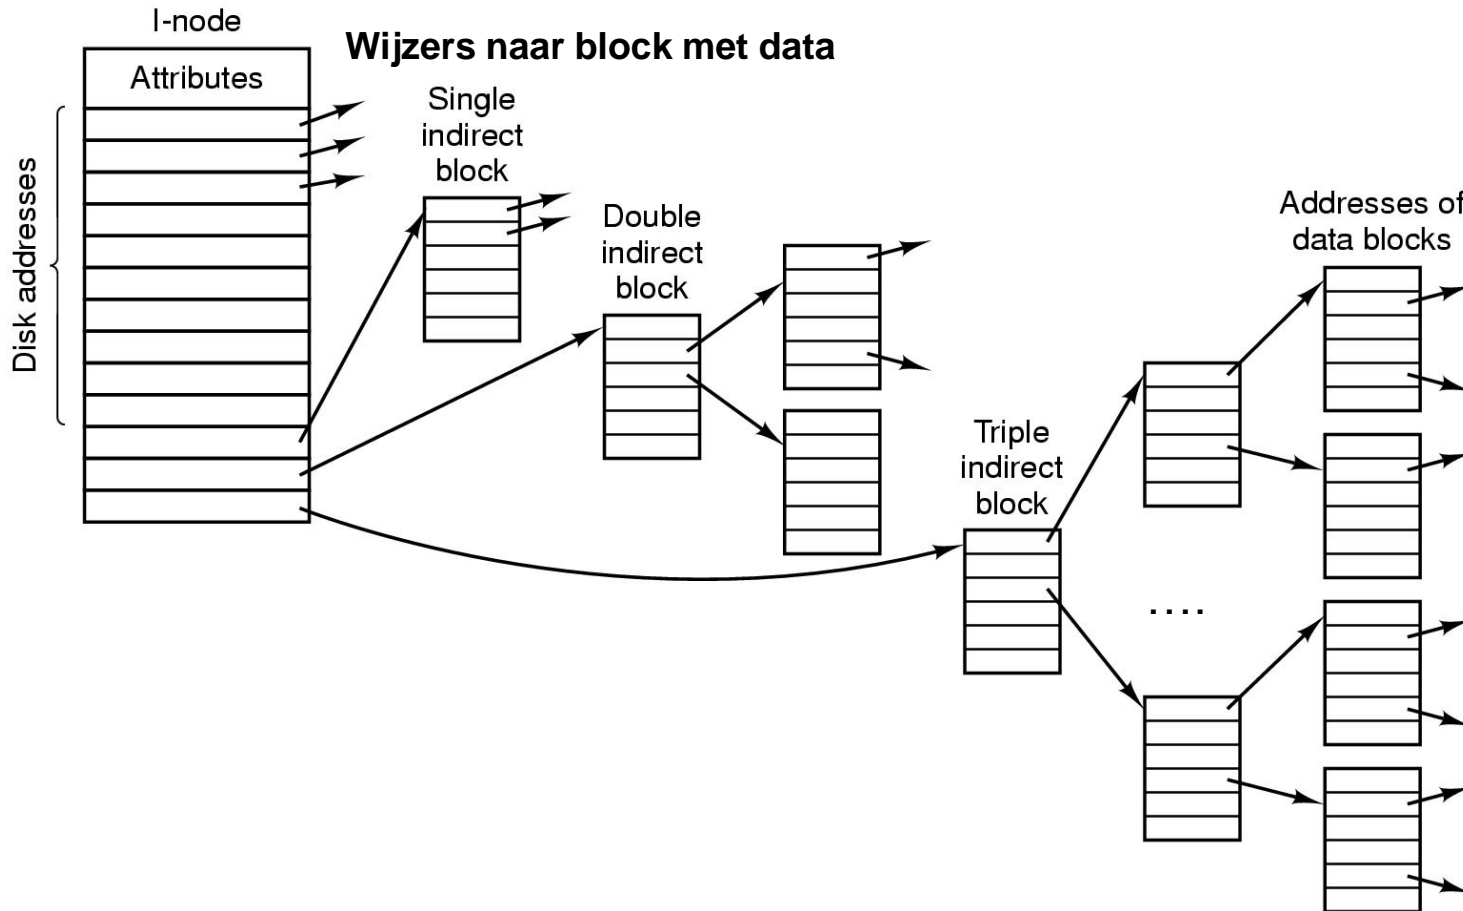 I-node
Wijzers naar block met data
Attributes
Disk addresses
Single
indirect
block
Double
indirect
block
Triple
indirect
block
....
Addresses of
data blocks